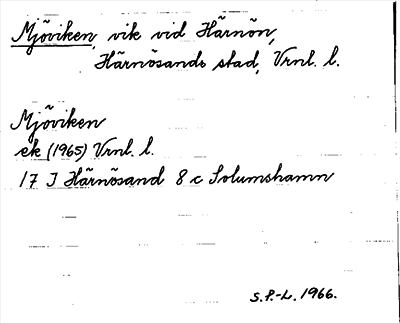 Mjöviken, vik vid Härnön,
Härnösands stad, Vrnl. l.
Mjöviken
ek (1965) Vrnl. l.
17 J Härnösand 8 c Solumshamn
S.P.-L. 1966.